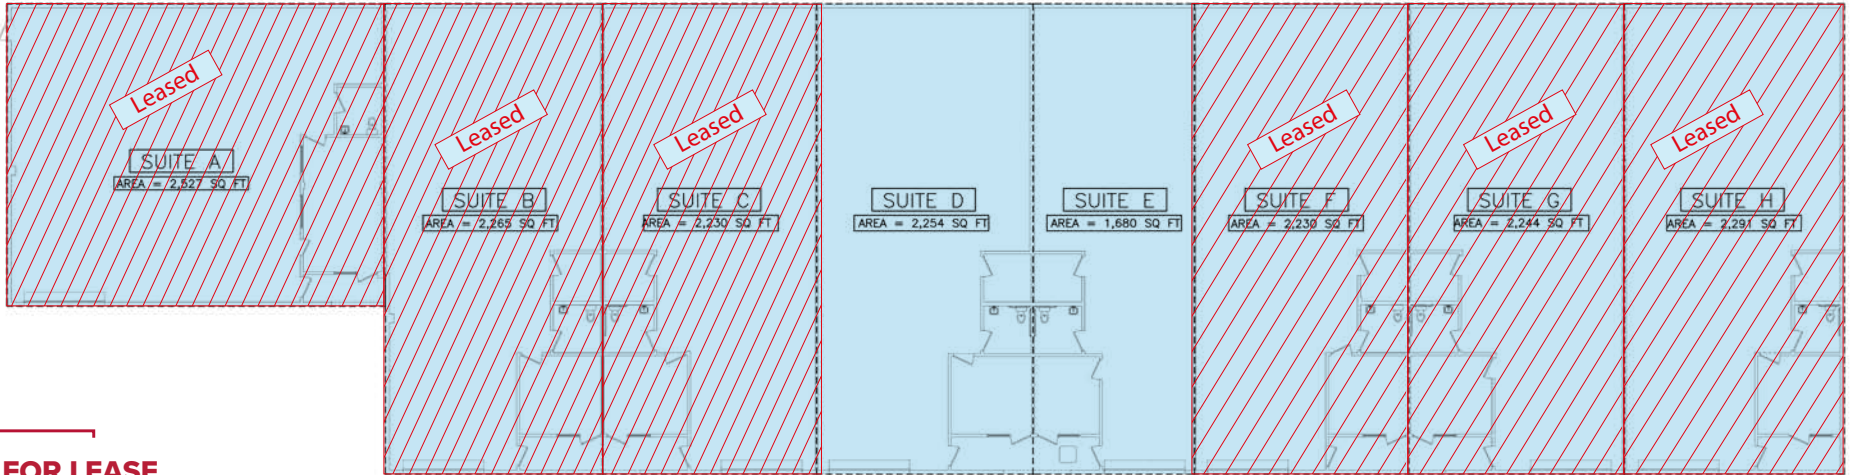 Leased
SUITE A
AREA = 2,527 SQ FT
Leased
SUITE B
AREA = 2,265 SQ FT
Leased
SUITE C
AREA = 2,230 SQ FT
SUITE D
AREA = 2,254 SQ FT
SUITE E
AREA = 1,680 SQ FT
Leased
SUITE F
AREA = 2,230 SQ FT
Leased
SUITE G
AREA = 2,244 SQ FT
Leased
SUITE H
AREA = 2,291 SQ FT
FOR LEASE